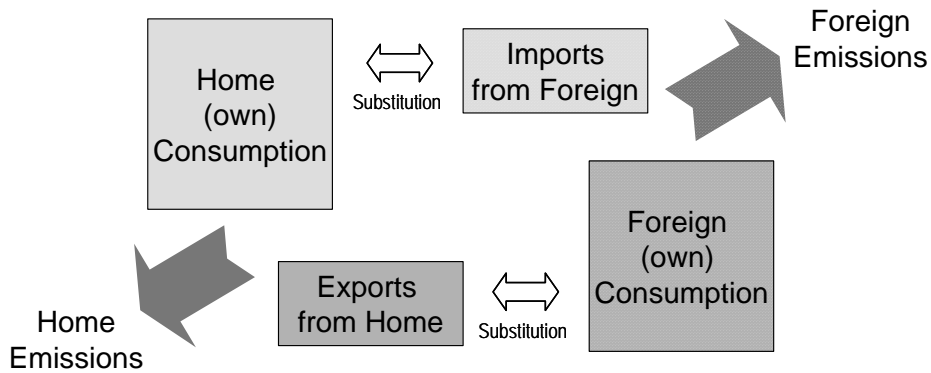 Home
(own)
Consumption
Substitution
Imports
from Foreign
Foreign
Emissions
Home
Emissions
Exports
from Home
Substitution
Foreign
(own)
Consumption